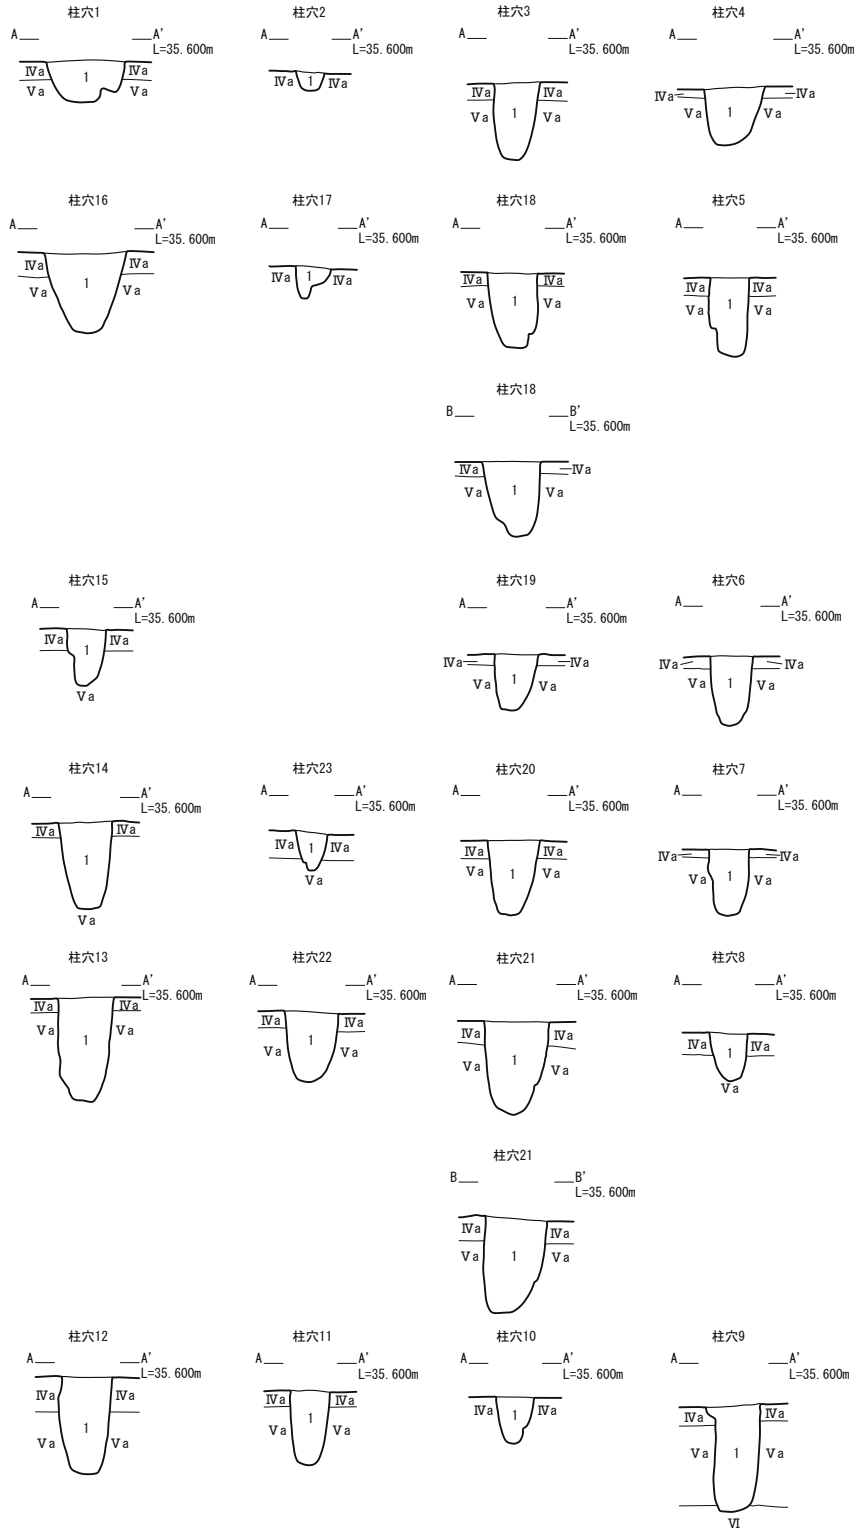 柱穴1
A A’
L=35.600m
Ⅳa 1 Ⅳa
Ⅴa Ⅴa
柱穴2
A A’
L=35.600m
Ⅳa 1 Ⅳa
柱穴3
A A’
L=35.600m
Ⅳa Ⅳa
Ⅴa 1 Ⅴa
柱穴4
A A’
L=35.600m
Ⅳa Ⅳa
Ⅴa 1 Ⅴa
柱穴16
A A’
L=35.600m
Ⅳa Ⅳa
Ⅴa 1 Ⅴa
柱穴17
A A’
L=35.600m
Ⅳa 1 Ⅳa
柱穴18
A A’
L=35.600m
Ⅳa Ⅳa
Ⅴa 1 Ⅴa
柱穴5
A A’
L=35.600m
Ⅳa Ⅳa
Ⅴa 1 Ⅴa
柱穴18
B B’
L=35.600m
Ⅳa Ⅳa
Ⅴa 1 Ⅴa
柱穴15
A A’
L=35.600m
Ⅳa 1 Ⅳa
Ⅴa
柱穴19
A A’
L=35.600m
Ⅳa Ⅳa
Ⅴa 1 Ⅴa
柱穴6
A A’
L=35.600m
Ⅳa Ⅳa
Ⅴa 1 Ⅴa
柱穴14
A A’
L=35.600m
Ⅳa Ⅳa
1
Ⅴa
柱穴23
A A’
L=35.600m
Ⅳa 1 Ⅳa
Ⅴa
柱穴20
A A’
L=35.600m
Ⅳa Ⅳa
Ⅴa 1 Ⅴa
柱穴7
A A’
L=35.600m
Ⅳa Ⅳa
Ⅴa 1 Ⅴa
柱穴13
A A’
L=35.600m
Ⅳa Ⅳa
Ⅴa 1 Ⅴa
柱穴22
A A’
L=35.600m
Ⅳa Ⅳa
Ⅴa 1 Ⅴa
柱穴21
A A’
L=35.600m
Ⅳa Ⅳa
Ⅴa 1 Ⅴa
柱穴8
A A’
L=35.600m
Ⅳa 1 Ⅳa
Ⅴa
柱穴21
B B’
L=35.600m
Ⅳa Ⅳa
Ⅴa 1 Ⅴa
柱穴12
A A’
L=35.600m
Ⅳa Ⅳa
Ⅴa 1 Ⅴa
柱穴11
A A’
L=35.600m
Ⅳa Ⅳa
Ⅴa 1 Ⅴa
柱穴10
A A’
L=35.600m
Ⅳa 1 Ⅳa
柱穴9
A A’
L=35.600m
Ⅳa Ⅳa
Ⅴa 1 Ⅴa
Ⅵ